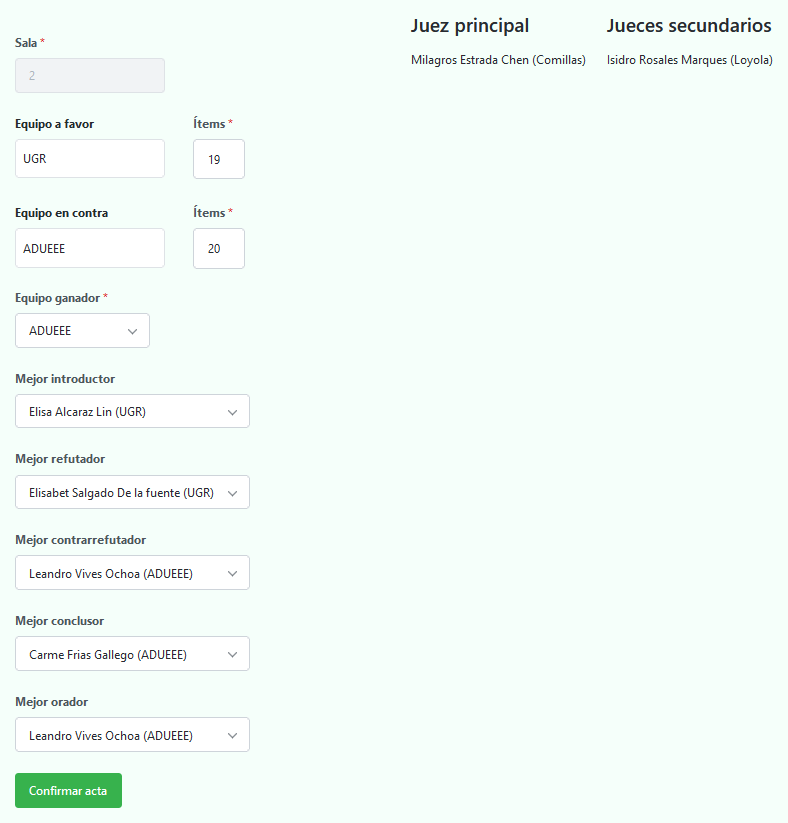 Sala *
2
Equipo a favor
Ítems *
UGR
19
Equipo en contra
Ítems *
ADUEEE
20
Equipo ganador *
ADUEEE
Mejor introductor
Elisa Alcaraz Lin (UGR)
Mejor refutador
Elisabet Salgado De la fuente (UGR)
Mejor contrarrefutador
Leandro Vives Ochoa (ADUEEE)
Mejor conclusor
Carme Frias Gallego (ADUEEE)
Mejor orador
Leandro Vives Ochoa (ADUEEE)
Confirmar acta
Juez principal
Milagros Estrada Chen (Comillas)
Jueces secundarios
Isidro Rosales Marques (Loyola)